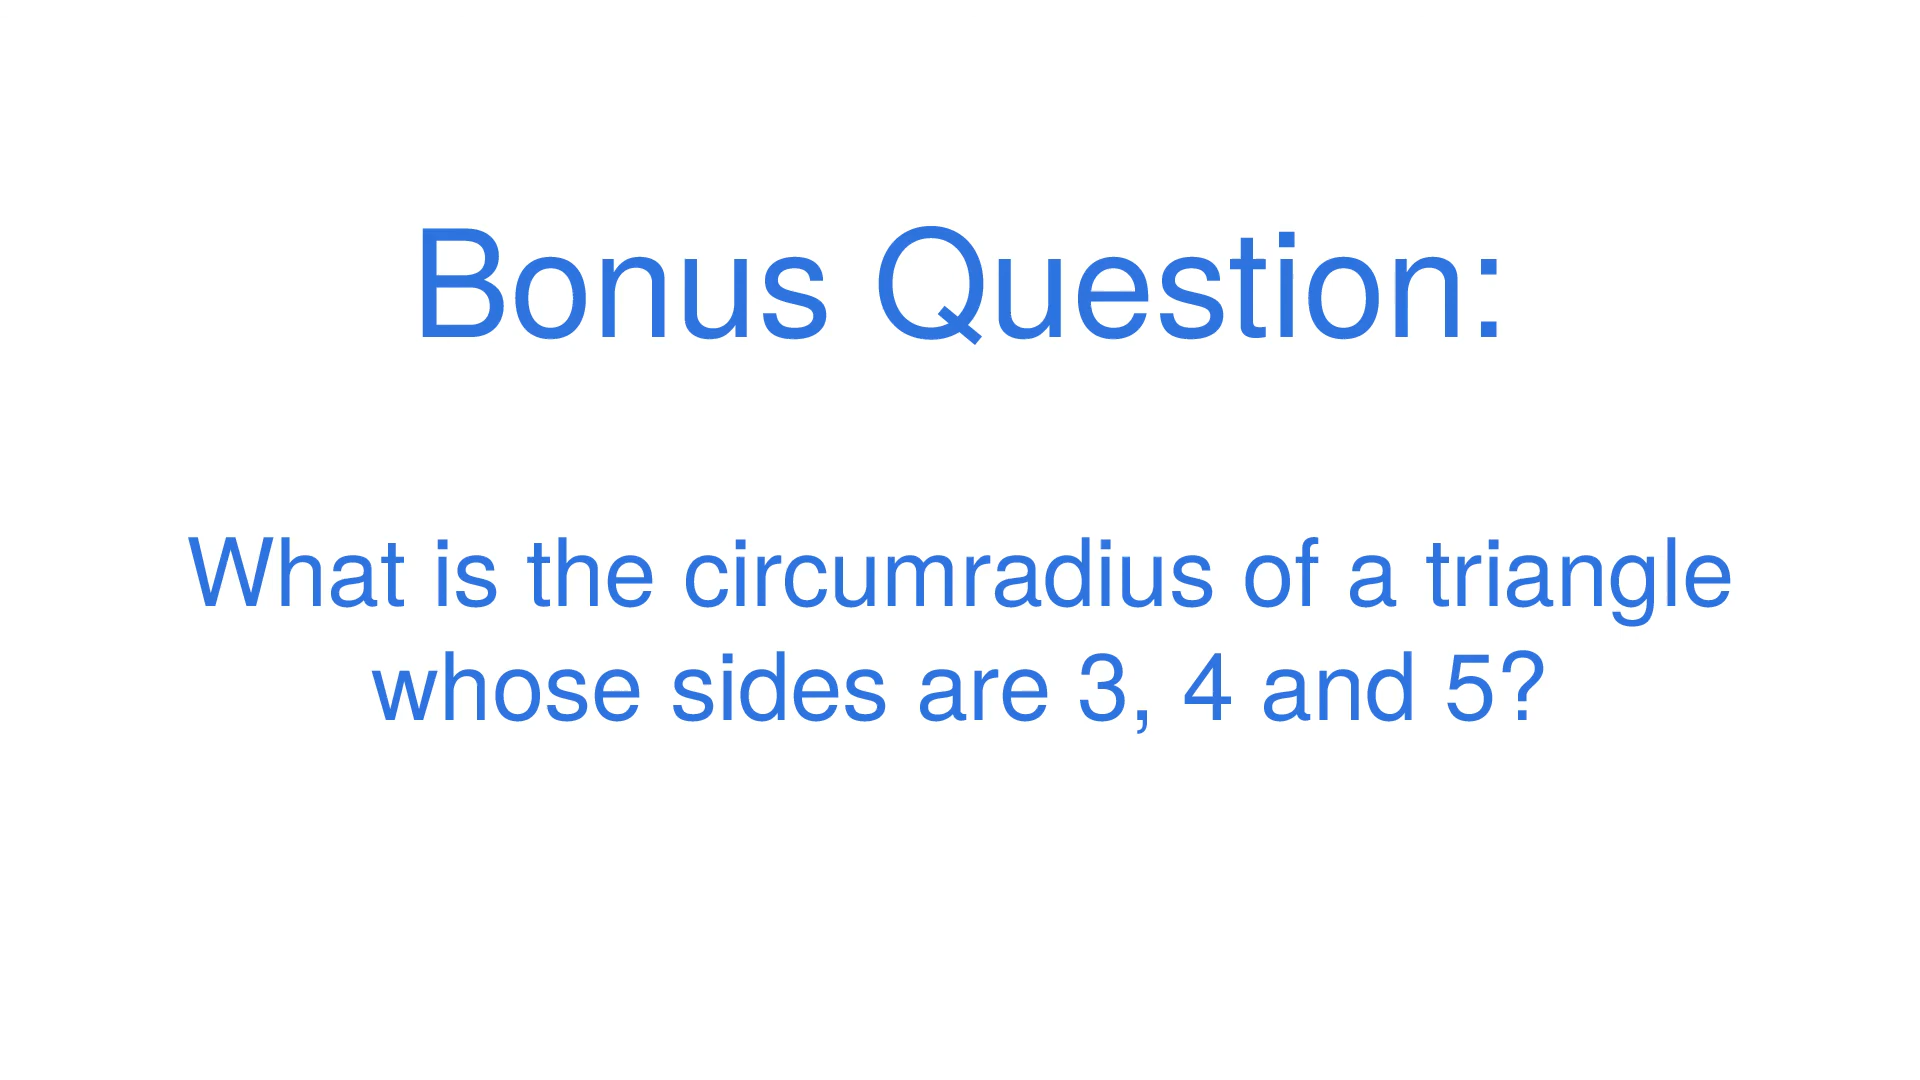 Bonus Question:
What is the circumradius of a triangle
whose sides are 3, 4 and 5?